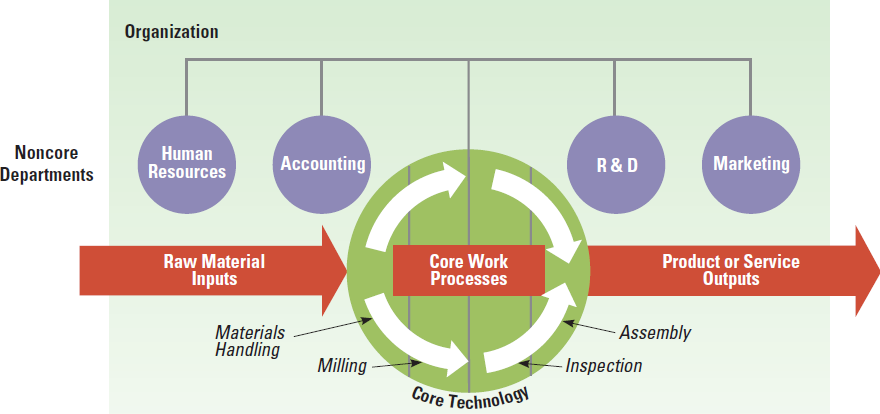 Organization
Noncore
Departments
Human
Resources
Accounting
R & D
Marketing
Raw Material
Inputs
Core Work
Processes
Product or Service
Outputs
Materials
Handling
Milling
Assembly
Inspection
Core Technology